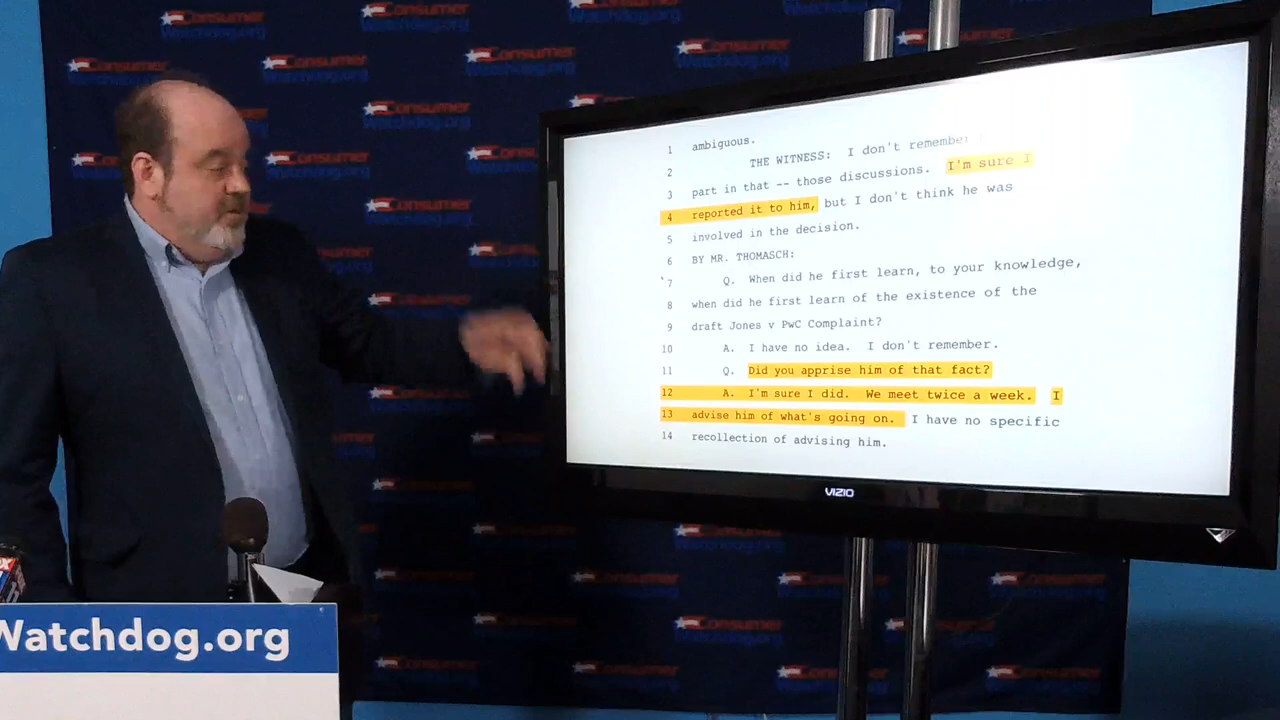 Consumer
Watchdog.org
1 ambiguous.
2 THE WITNESS: I don't remember
3 part in that -- those discussions. I'm sure I
4 reported it to him, but I don't think he was
5 involved in the decision.
6 BY MR. THOMASCH:
7 Q. When did he first learn, to your knowledge,
8 when did he first learn of the existence of the
9 draft Jones v PwC Complaint?
10 A. I have no idea. I don't remember.
11 Q. Did you apprise him of that fact?
12 A. I'm sure I did. We meet twice a week. I
13 advise him of what's going on. I have no specific
14 recollection of advising him.
VIZIO
Watchdog.org